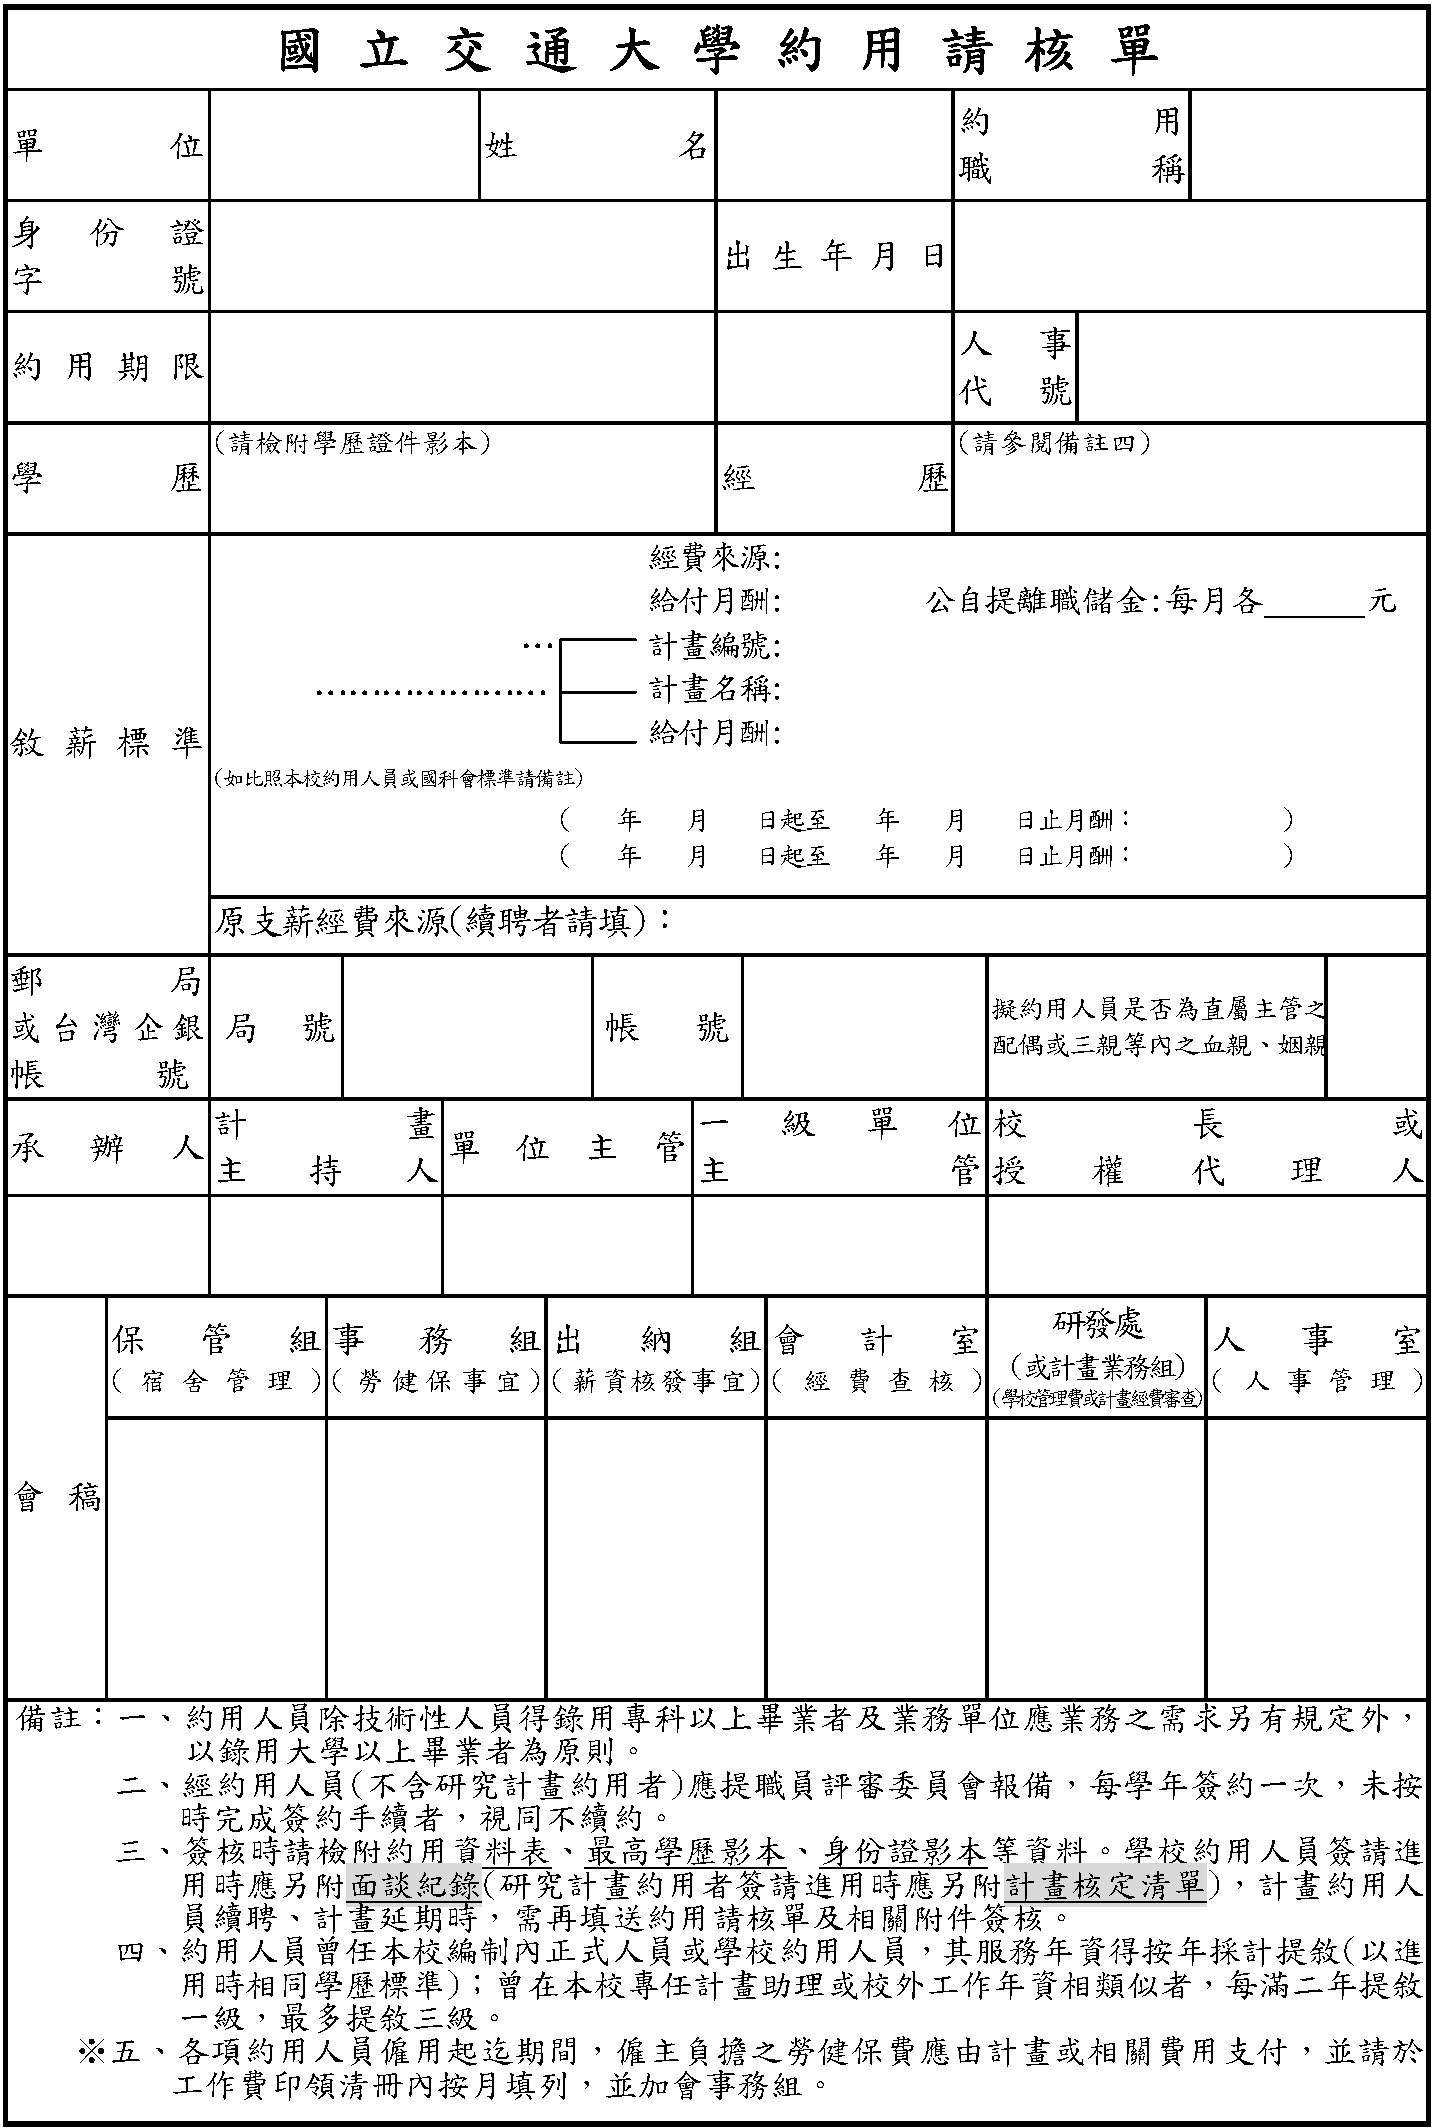 國立交通大學約用請核單
單位 姓名 約用
職稱
身份證
字號 出生年月日
約用期限 人事
代號
學歷 (請檢附學歷證件影本) 經歷 (請參閱備註四)
敘薪標準
經費來源:
給付月酬: 公自提離職儲金:每月各______元
…計畫編號:
…………………計畫名稱:
給付月酬:
(如比照本校約用人員或國科會標準請備註)
( 年 月 日起至 年 月 日止月酬： )
( 年 月 日起至 年 月 日止月酬： )
原支薪經費來源(續聘者請填)：
郵局
或台灣企銀
帳號
局號 帳號
擬約用人員是否為直屬主管之
配偶或三親等內之血親、姻親
承辦人
計畫
主持人
單位主管
一級單位
主管
校長或
授權代理人
會稿
保管組
(宿舍管理)
事務組
(勞健保事宜)
出納組
(薪資核發事宜)
會計室
(經費查核)
研發處
(或計畫業務組)
(學校管理費或計畫經費審查)
人事室
(人事管理)
備註：一、約用人員除技術性人員得錄用專科以上畢業者及業務單位應業務之需求另有規定外，
以錄用大學以上畢業者為原則。
二、經約用人員(不含研究計畫約用者)應提職員評審委員會報備，每學年簽約一次，未按
時完成簽約手續者，視同不續約。
三、簽核時請檢附約用資料表、最高學歷影本、身份證影本等資料。學校約用人員簽請進
用時應另附面談紀錄(研究計畫約用者簽請進用時應另附計畫核定清單)，計畫約用人
員續聘、計畫延期時，需再填送約用請核單及相關附件簽核。
四、約用人員曾任本校編制內正式人員或學校約用人員，其服務年資得按年採計提敘(以進
用時相同學歷標準)；曾在本校專任計畫助理或校外工作年資相類似者，每滿二年提敘
一級，最多提敘三級。
※五、各項約用人員僱用起迄期間，僱主負擔之勞健保費應由計畫或相關費用支付，並請於
工作費印領清冊內按月填列，並加會事務組。